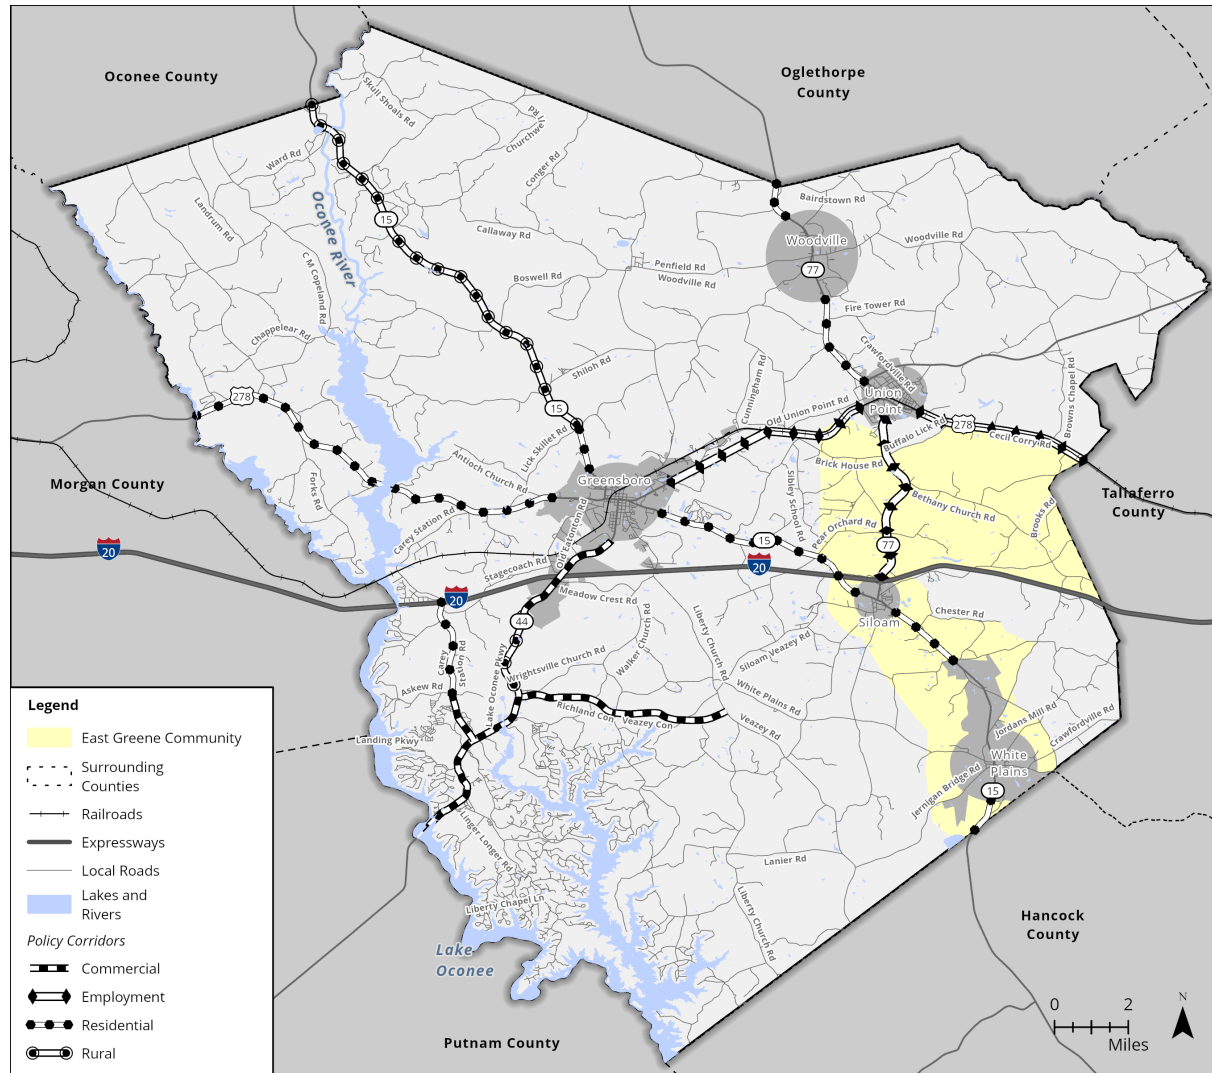 Oconee County
Oglethorpe
County
Skull Shoals Rd
Churchwell Rd
Conger Rd
Ward Rd
Bairdstown Rd
Landrum Rd
Oconee River
15
Callaway Rd
Woodville
Woodville Rd
Penfield Rd
77
C M Copeland Rd
Boswell Rd
Woodville Rd
Fire Tower Rd
Chappelear Rd
Crawfordville Rd
Shiloh Rd
Cunningham Rd
Browns Chapel Rd
278
Union
Point
15
Old Union Point Rd
278
Buffalo Lick Rd
Cecil Corry Rd
Lick Skillet Rd
Antioch Church Rd
Brick House Rd
Morgan County
Forks Rd
Greensboro
Sibley School Rd
Bethany Church Rd
Tallaferro
County
Brooks Rd
Carey Station Rd
Old Eatonton Rd
Pear Orchard Rd
15
77
20
20
Stagecoach Rd
20
Meadow Crest Rd
44
Siloam
Chester Rd
Walker Church Rd
Liberty Church Rd
Siloam Veazey Rd
Carey
Station Rd
Wrightsville Church Rd
Askew Rd
Lake Oconee Pkwy
White Plains Rd
Richland Con
Veazey Con
Veazey Rd
Jordans Mill Rd
Crawfordville Rd
Landing Pkwy
White
Plains
Jernigan Bridge Rd
15
Linger Longer Rd
Lanier Rd
Liberty Chapel Ln
Liberty Church Rd
Lake
Oconee
Hancock
County
Putnam County
Legend
East Greene Community
Surrounding
Counties
Railroads
Expressways
Local Roads
Lakes and
Rivers
Policy Corridors
Commercial
Employment
Residential
Rural
0 2
Miles
N